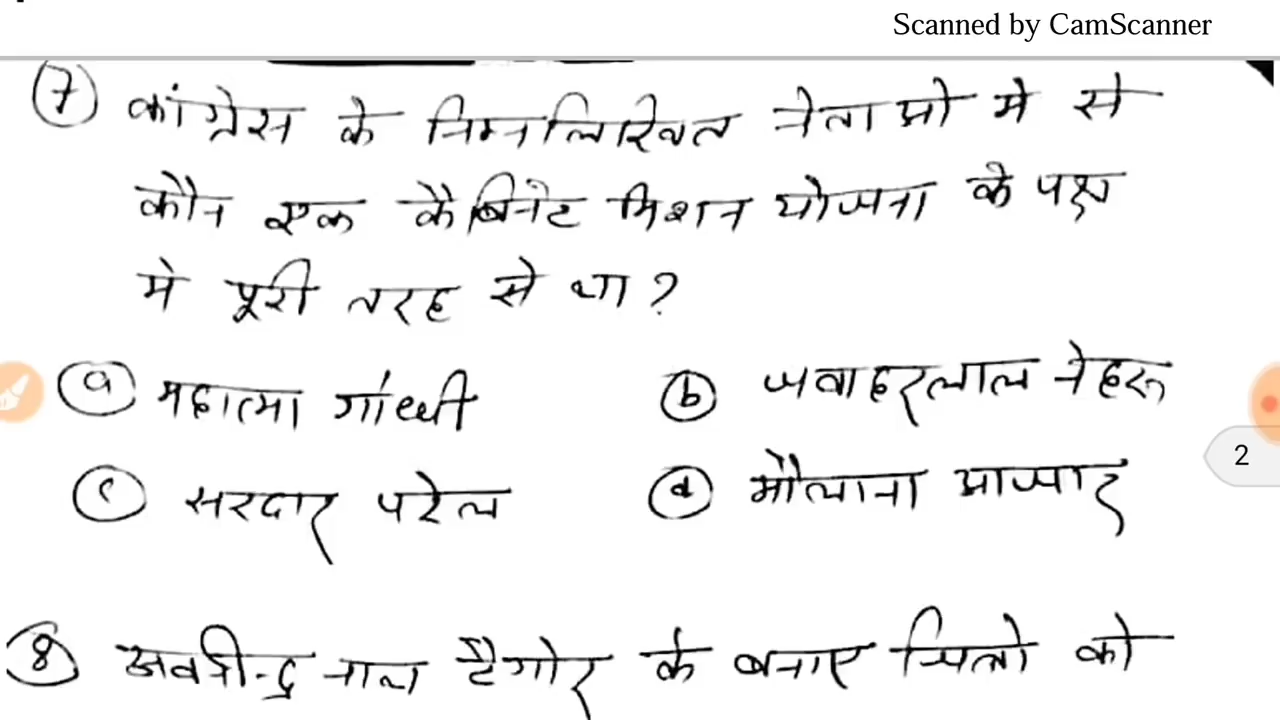 Scanned by CamScanner
7 कांग्रेस के निम्नलिखित नेताओ मे से
कौन एक कैबिनेट मिशन योजना के पक्ष
मे पूरी तरह से था?
a महात्मा गांधी b जवाहरलाल नेहरू
c सरदार पटेल d मौलाना आजाद
2
8 अवनीन्द्र नाथ टैगोर के बनाए चित्रो को